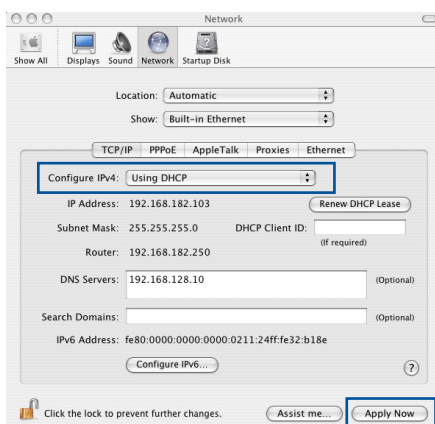 Network
Show All Displays Sound Network Startup Disk
Location: Automatic
Show: Built-in Ethernet
TCP/IP PPPoE AppleTalk Proxies Ethernet
Configure IPv4: Using DHCP
IP Address: 192.168.182.103 Renew DHCP Lease
Subnet Mask: 255.255.255.0 DHCP Client ID:
(If required)
Router: 192.168.182.250
DNS Servers: 192.168.128.10 (Optional)
Search Domains: (Optional)
IPv6 Address: fe80:0000:0000:0000:0211:24ff:fe32:b18e
Configure IPv6... ?
Click the lock to prevent further changes. Assist me... Apply Now